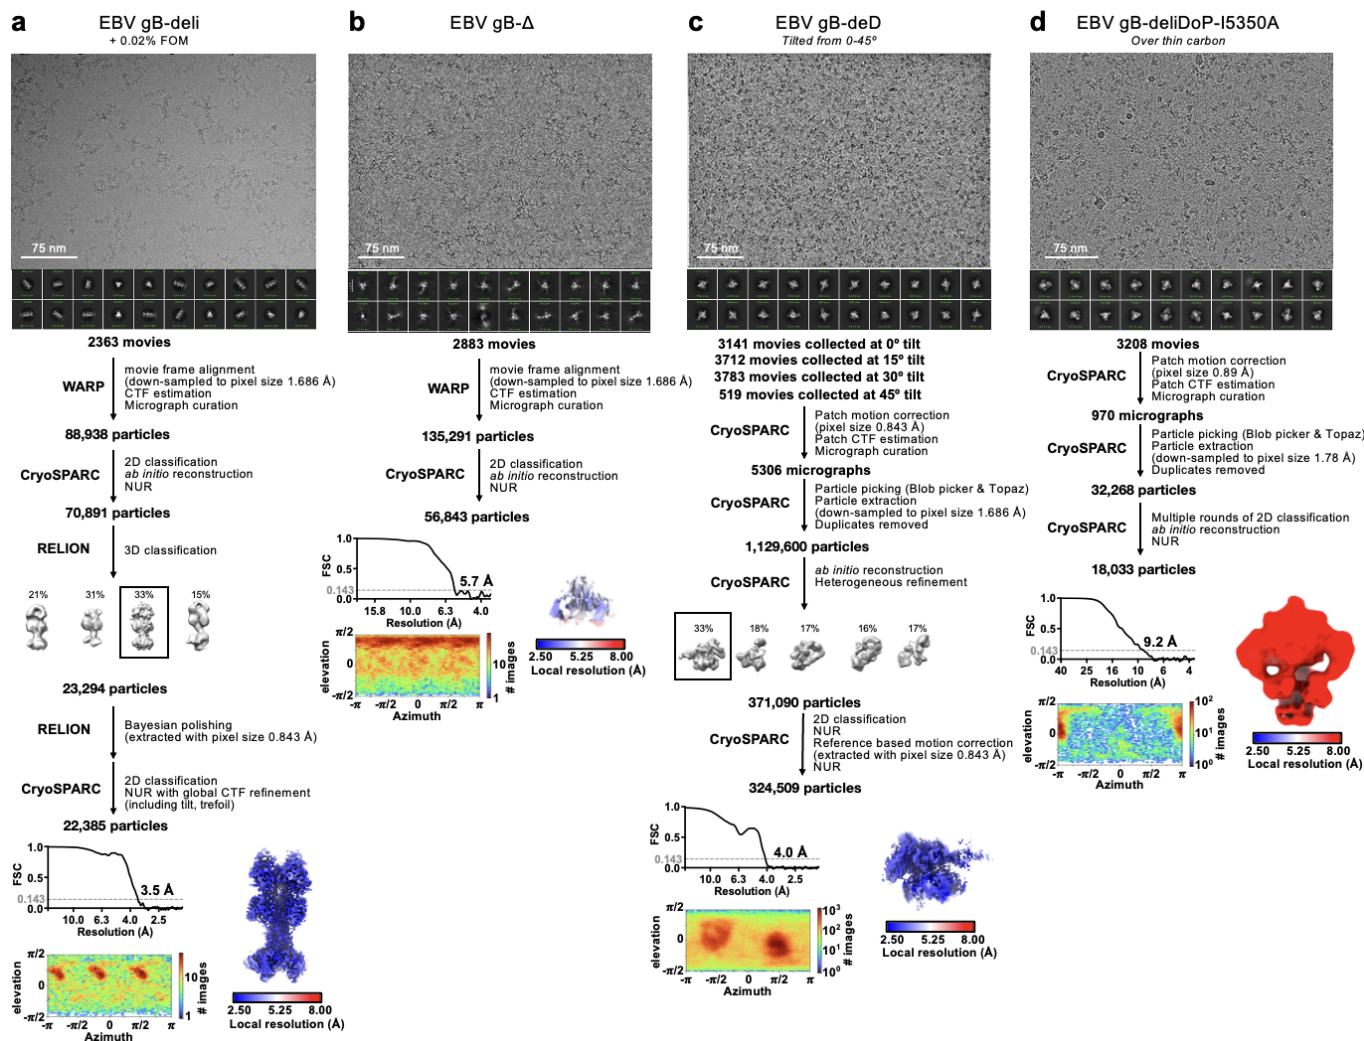 a
EBV gB-deli
+ 0.02% FOM
75 nm
2363 movies
WARP
movie frame alignment
(down-sampled to pixel size 1.686 Å)
CTF estimation
Micrograph curation
88,938 particles
CryoSPARC
2D classification
ab initio reconstruction
NUR
70,891 particles
RELION
3D classification
21%
31%
33%
15%
23,294 particles
RELION
Bayesian polishing
(extracted with pixel size 0.843 Å)
CryoSPARC
2D classification
NUR with global CTF refinement
(including tilt, trefoil)
22,385 particles
1.0
0.5
0.143
0.0
FSC
3.5 Å
10.0 6.3 4.0 2.5
Resolution (Å)
π/2
0
-π/2
elevation
-π -π/2 0 π/2 π
Azimuth
10
1
# images
2.50 5.25 8.00
Local resolution (Å)
b
EBV gB-Δ
75 nm
2883 movies
WARP
movie frame alignment
(down-sampled to pixel size 1.686 Å)
CTF estimation
Micrograph curation
135,291 particles
CryoSPARC
2D classification
ab initio reconstruction
NUR
56,843 particles
1.0
0.5
0.143
0.0
FSC
5.7 Å
15.8 10.0 6.3 4.0
Resolution (Å)
π/2
0
-π/2
elevation
-π -π/2 0 π/2 π
Azimuth
10
1
# images
2.50 5.25 8.00
Local resolution (Å)
c
EBV gB-deD
Tilted from 0-45º
75 nm
3141 movies collected at 0º tilt
3712 movies collected at 15º tilt
3783 movies collected at 30º tilt
519 movies collected at 45º tilt
CryoSPARC
Patch motion correction
(pixel size 0.843 Å)
Patch CTF estimation
Micrograph curation
5306 micrographs
CryoSPARC
Particle picking (Blob picker & Topaz)
Particle extraction
(down-sampled to pixel size 1.686 Å)
Duplicates removed
1,129,600 particles
CryoSPARC
ab initio reconstruction
Heterogeneous refinement
33%
18%
17%
16%
17%
371,090 particles
CryoSPARC
2D classification
NUR
Reference based motion correction
(extracted with pixel size 0.843 Å)
NUR
324,509 particles
1.0
0.5
0.143
0.0
FSC
4.0 Å
10.0 6.3 4.0 2.5
Resolution (Å)
π/2
0
-π/2
elevation
-π -π/2 0 π/2 π
Azimuth
10³
10²
10¹
10⁰
# images
2.50 5.25 8.00
Local resolution (Å)
d
EBV gB-deliDoP-I5350A
Over thin carbon
75 nm
3208 movies
CryoSPARC
Patch motion correction
(pixel size 0.89 Å)
Patch CTF estimation
Micrograph curation
970 micrographs
CryoSPARC
Particle picking (Blob picker & Topaz)
Particle extraction
(down-sampled to pixel size 1.78 Å)
Duplicates removed
32,268 particles
CryoSPARC
Multiple rounds of 2D classification
ab initio reconstruction
NUR
18,033 particles
1.0
0.5
0.143
0.0
FSC
9.2 Å
40 25 16 10 6 4
Resolution (Å)
π/2
0
-π/2
elevation
-π -π/2 0 π/2 π
Azimuth
10²
10¹
10⁰
# images
2.50 5.25 8.00
Local resolution (Å)